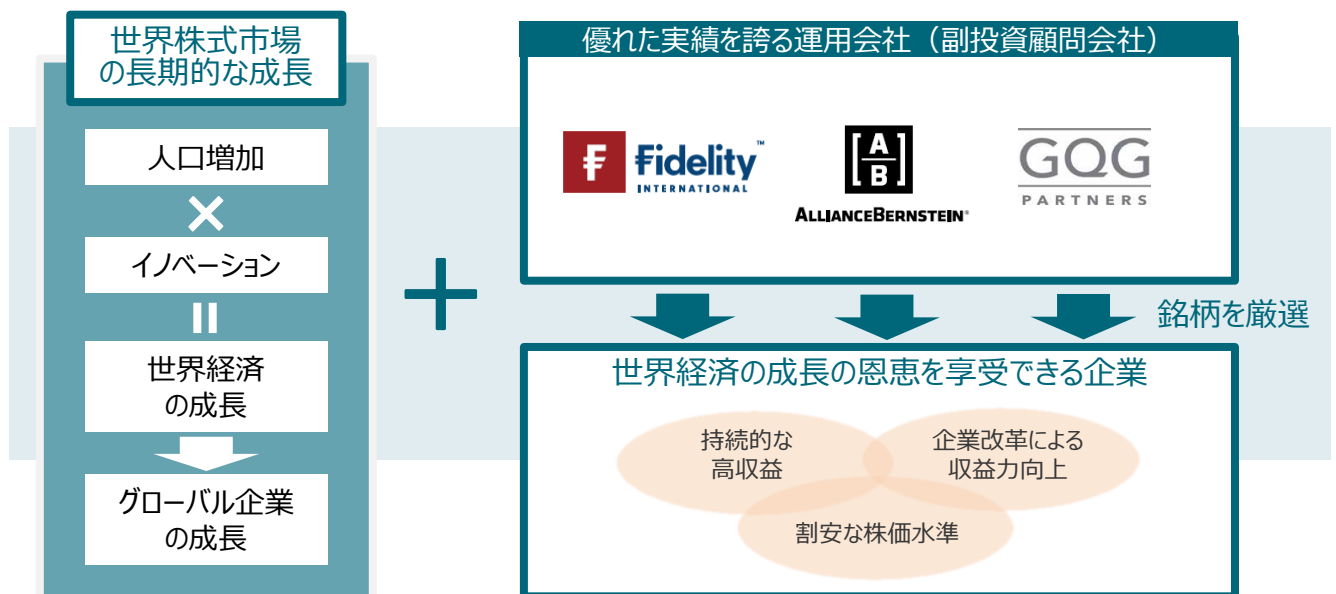 世界株式市場
の長期的な成長
人口増加
×
イノベーション
=
世界経済
の成長
グローバル企業
の成長
+
優れた実績を誇る運用会社（副投資顧問会社）
F Fidelity™
INTERNATIONAL
[A/B]
ALLIANCEBERNSTEIN®
GQG
PARTNERS
銘柄を厳選
世界経済の成長の恩恵を享受できる企業
持続的な
高収益
企業改革による
収益力向上
割安な株価水準